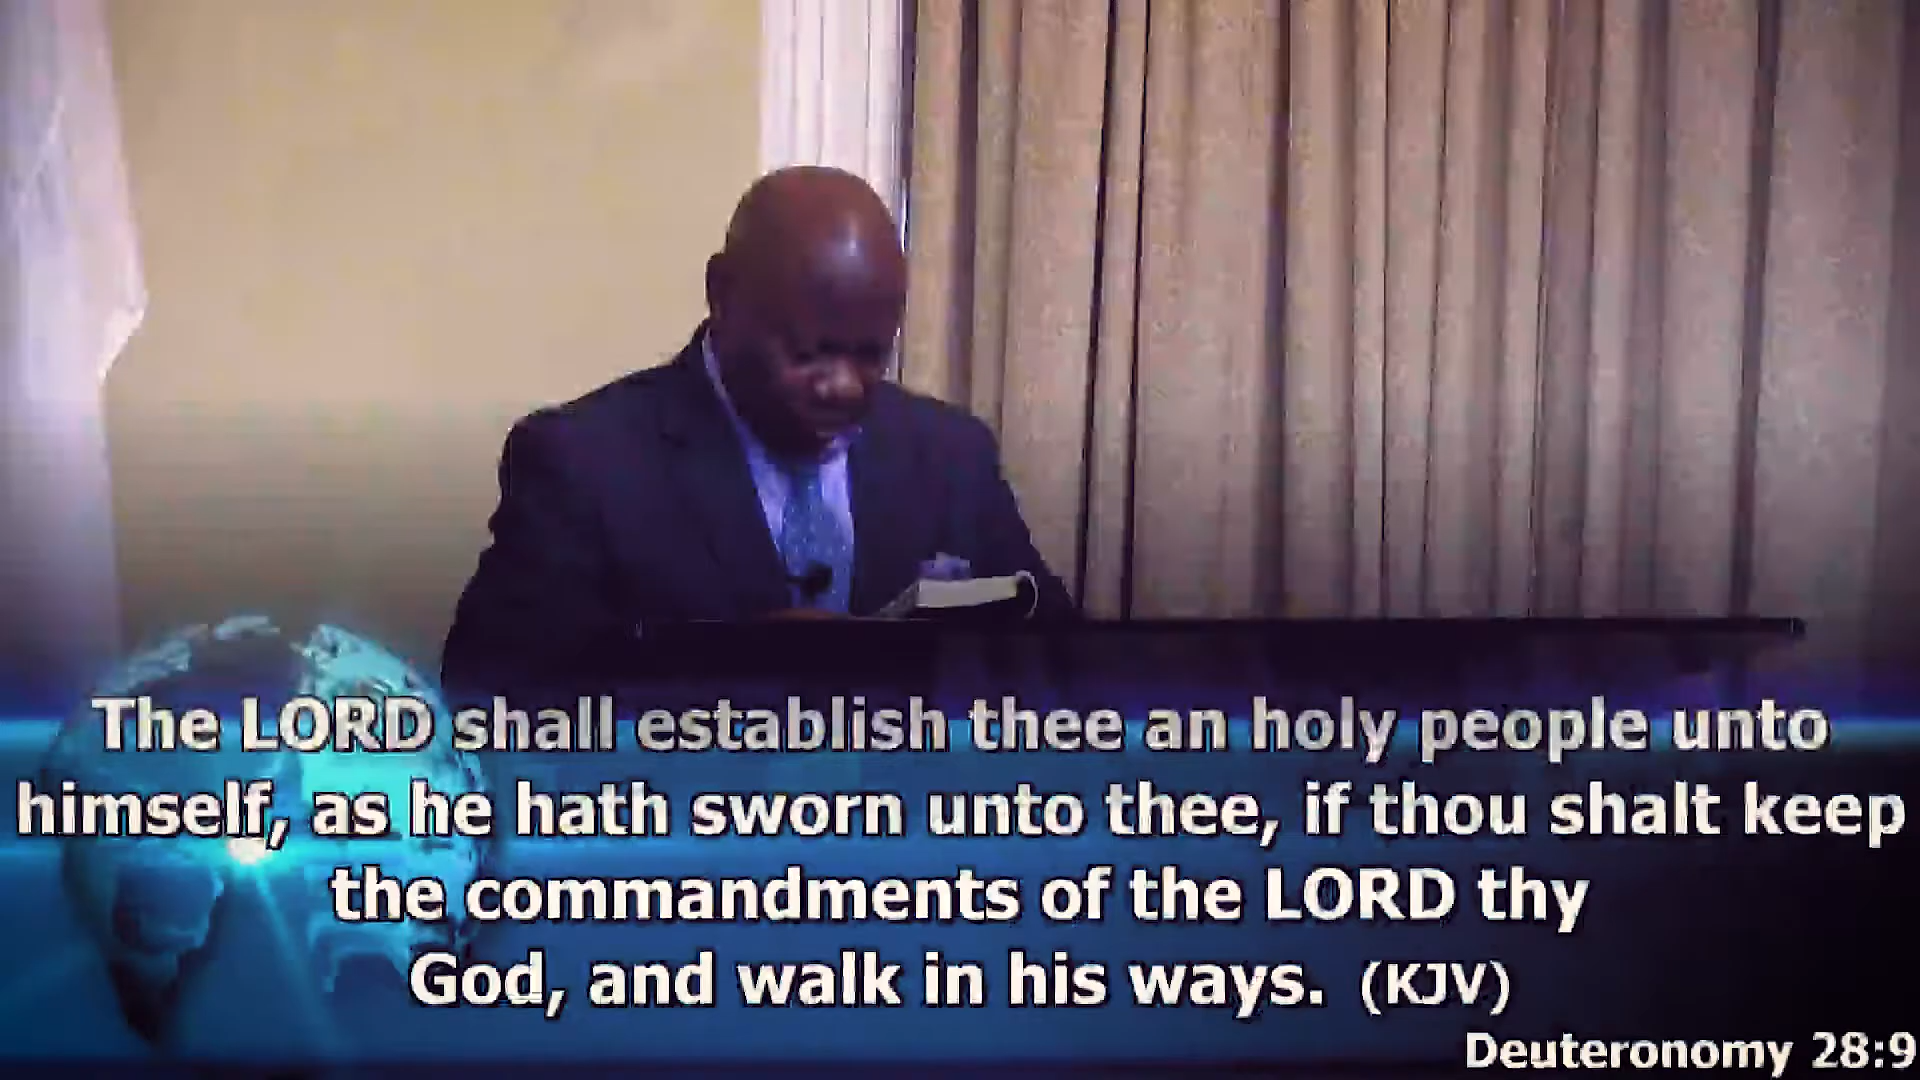 The LORD shall establish thee an holy people unto
himself, as he hath sworn unto thee, if thou shalt keep
the commandments of the LORD thy
God, and walk in his ways. (KJV)
Deuteronomy 28:9